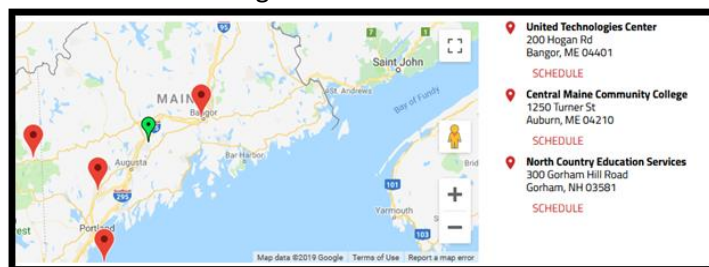 95
Saint John
St. Andrews
MAINE
Bangor
Bay of Fundy
Augusta
Bar Harbor
295
101
Yarmouth
Portland
103
Map data ©2019 Google
Terms of Use
Report a map error
United Technologies Center
200 Hogan Rd
Bangor, ME 04401
SCHEDULE
Central Maine Community College
1250 Turner St
Auburn, ME 04210
SCHEDULE
North Country Education Services
300 Gorham Hill Road
Gorham, NH 03581
SCHEDULE